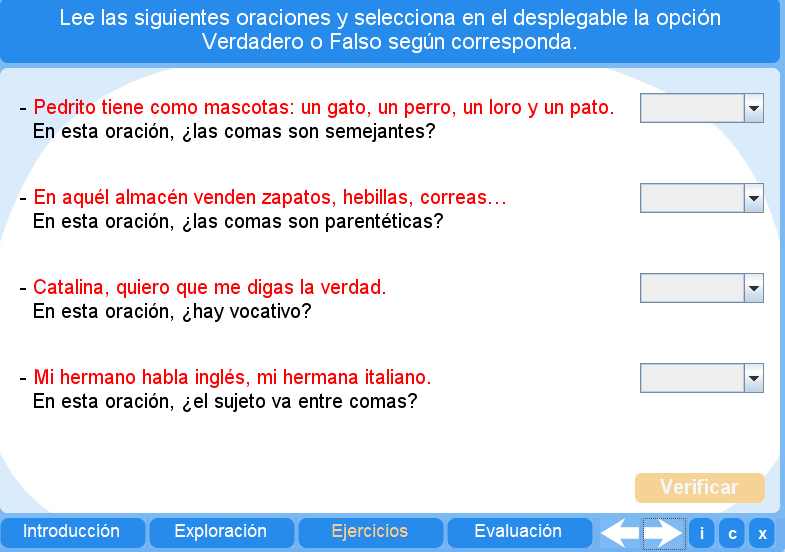 Lee las siguientes oraciones y selecciona en el desplegable la opción
Verdadero o Falso según corresponda.
- Pedrito tiene como mascotas: un gato, un perro, un loro y un pato.
En esta oración, ¿las comas son semejantes?
- En aquél almacén venden zapatos, hebillas, correas…
En esta oración, ¿las comas son parentéticas?
- Catalina, quiero que me digas la verdad.
En esta oración, ¿hay vocativo?
- Mi hermano habla inglés, mi hermana italiano.
En esta oración, ¿el sujeto va entre comas?
Verificar
Introducción Exploración Ejercicios Evaluación i c x